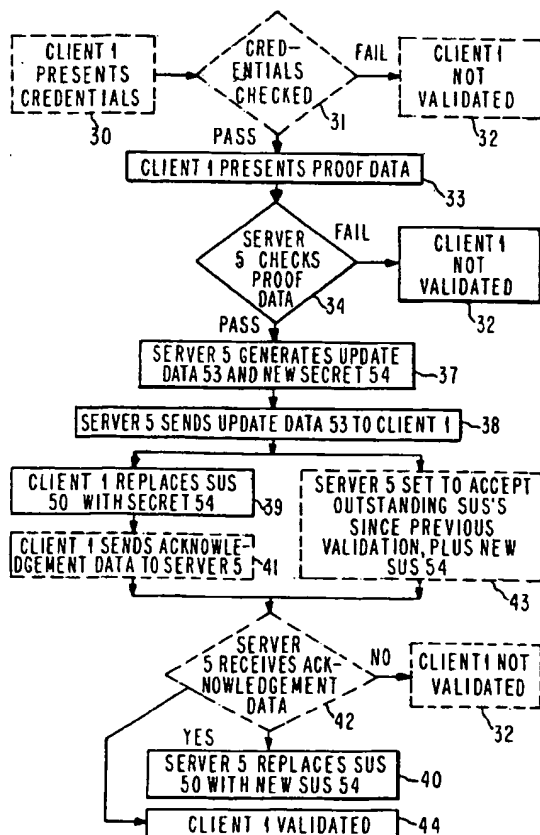 CLIENT 1
PRESENTS
CREDENTIALS
30
CRED-
ENTIALS
CHECKED
31
FAIL
CLIENT 1
NOT
VALIDATED
32
PASS
CLIENT 1 PRESENTS PROOF DATA
33
SERVER
5 CHECKS
PROOF
DATA
34
FAIL
CLIENT 1
NOT
VALIDATED
32
PASS
SERVER 5 GENERATES UPDATE
DATA 53 AND NEW SECRET 54
37
SERVER 5 SENDS UPDATE DATA 53 TO CLIENT 1
38
CLIENT 1 REPLACES SUS
50 WITH SECRET 54
39
CLIENT 1 SENDS ACKNOWLE-
DGEMENT DATA TO SERVER 5
41
SERVER 5 SET TO ACCEPT
OUTSTANDING SUS'S
SINCE PREVIOUS
VALIDATION, PLUS NEW
SUS 54
43
SERVER
5 RECEIVES ACK-
NOWLEDGEMENT
DATA
42
NO
CLIENT 1 NOT
VALIDATED
32
YES
SERVER 5 REPLACES SUS
50 WITH NEW SUS 54
40
CLIENT 1 VALIDATED
44